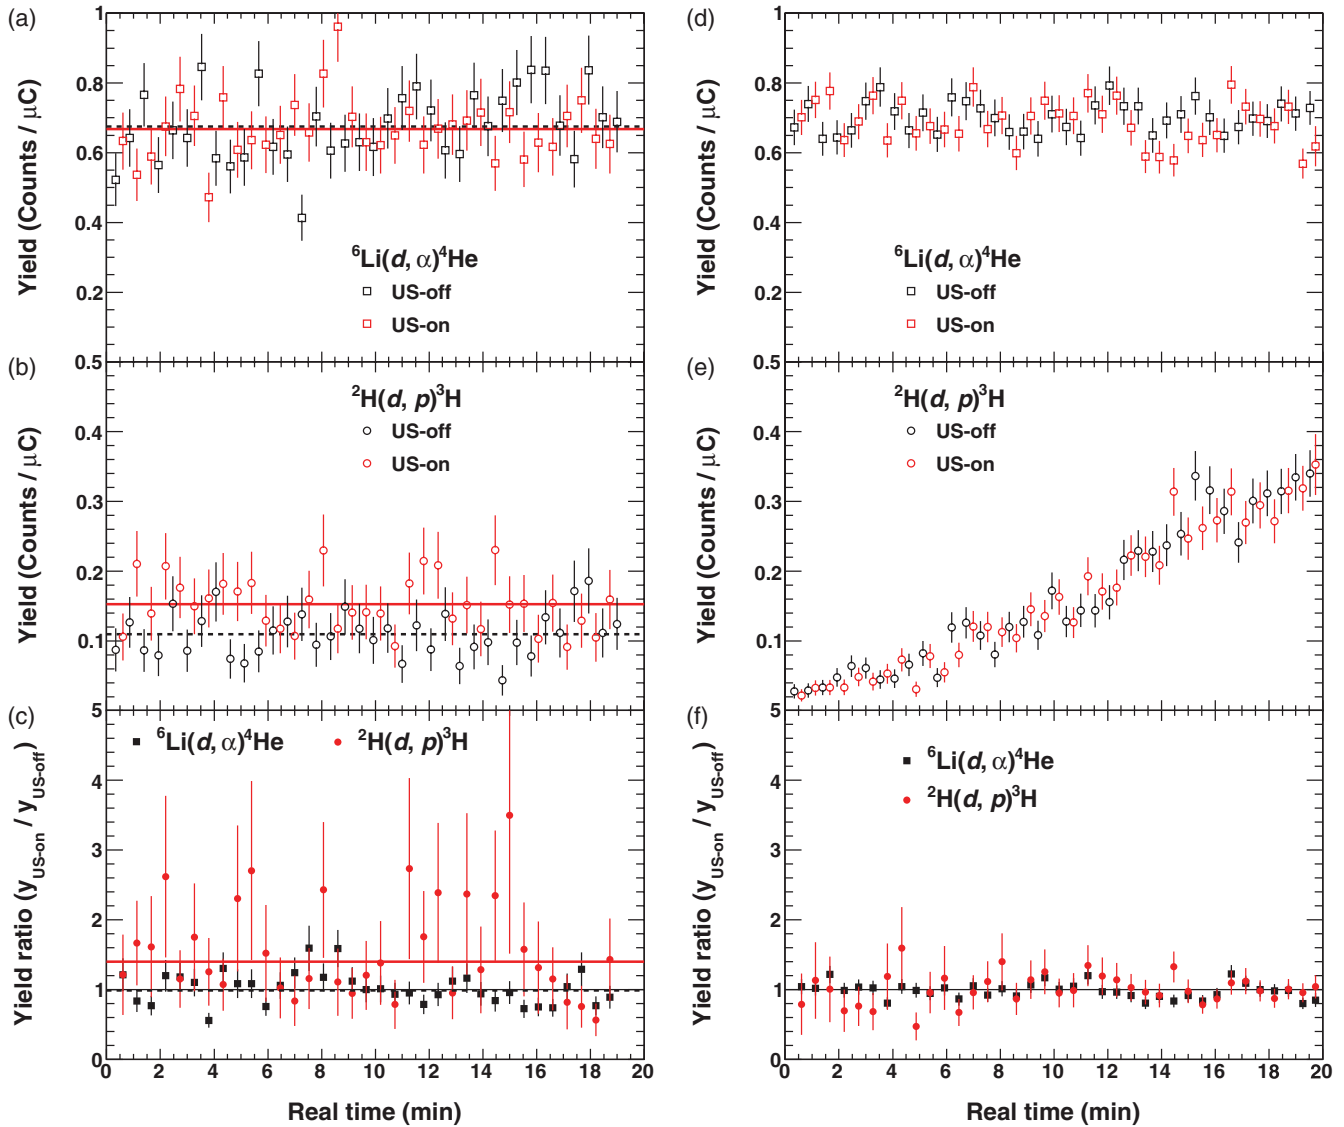 (a)
Yield (Counts / μC)
1
0.8
0.6
0.4
0.2
⁶Li(d, α)⁴He
US-off
US-on
(b)
Yield (Counts / μC)
0.5
0.4
0.3
0.2
0.1
²H(d, p)³H
US-off
US-on
(c)
Yield ratio (y_US-on / y_US-off)
5
4
3
2
1
0
⁶Li(d, α)⁴He ²H(d, p)³H
0 2 4 6 8 10 12 14 16 18 20
Real time (min)
(d)
Yield (Counts / μC)
1
0.8
0.6
0.4
0.2
⁶Li(d, α)⁴He
US-off
US-on
(e)
Yield (Counts / μC)
0.5
0.4
0.3
0.2
0.1
²H(d, p)³H
US-off
US-on
(f)
Yield ratio (y_US-on / y_US-off)
5
4
3
2
1
0
⁶Li(d, α)⁴He
²H(d, p)³H
0 2 4 6 8 10 12 14 16 18 20
Real time (min)